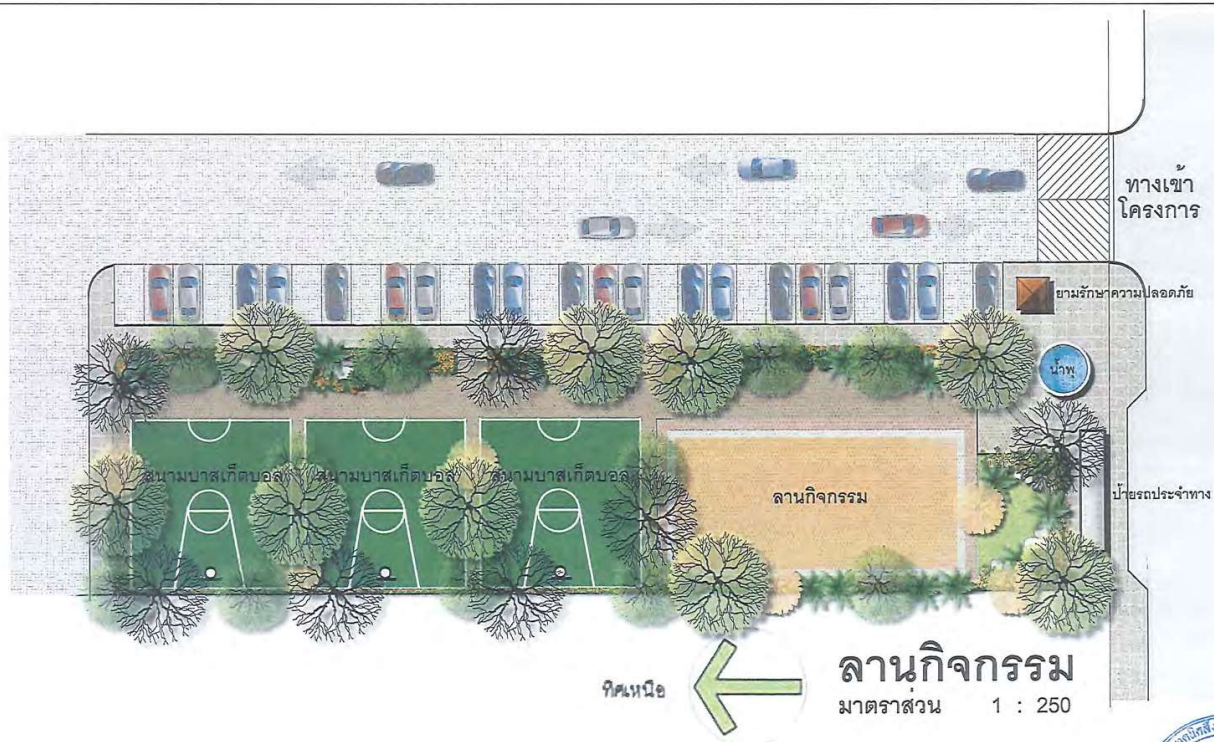 ทางเข้า
โครงการ
ยามรักษาความปลอดภัย
น้ำพุ
สนามบาสเก็ตบอล สนามบาสเก็ตบอล สนามบาสเก็ตบอล
ลานกิจกรรม
ป้ายรถประจำทาง
ทิศเหนือ
ลานกิจกรรม
มาตราส่วน 1 : 250